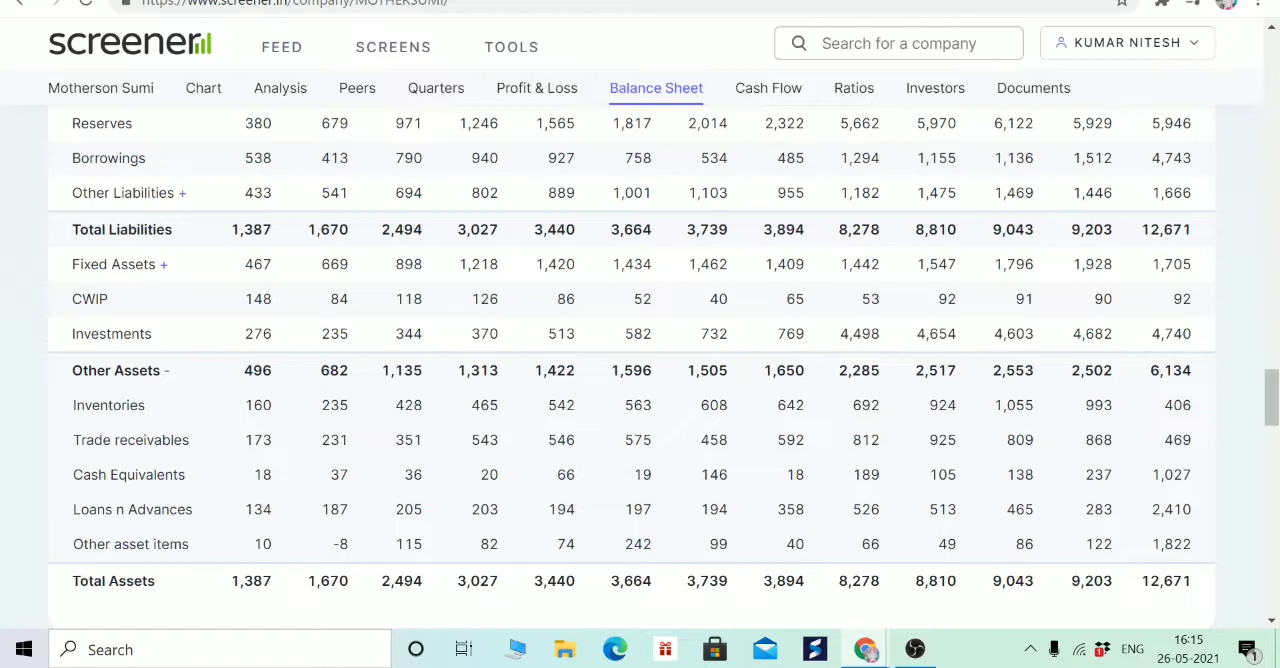 https://www.screener.in/company/MOTHERSUMI/
screener FEED SCREENS TOOLS Search for a company KUMAR NITESH
Motherson Sumi Chart Analysis Peers Quarters Profit & Loss Balance Sheet Cash Flow Ratios Investors Documents
Reserves 380 679 971 1,246 1,565 1,817 2,014 2,322 5,662 5,970 6,122 5,929 5,946
Borrowings 538 413 790 940 927 758 534 485 1,294 1,155 1,136 1,512 4,743
Other Liabilities + 433 541 694 802 889 1,001 1,103 955 1,182 1,475 1,469 1,446 1,666
Total Liabilities 1,387 1,670 2,494 3,027 3,440 3,664 3,739 3,894 8,278 8,810 9,043 9,203 12,671
Fixed Assets + 467 669 898 1,218 1,420 1,434 1,462 1,409 1,442 1,547 1,796 1,928 1,705
CWIP 148 84 118 126 86 52 40 65 53 92 91 90 92
Investments 276 235 344 370 513 582 732 769 4,498 4,654 4,603 4,682 4,740
Other Assets - 496 682 1,135 1,313 1,422 1,596 1,505 1,650 2,285 2,517 2,553 2,502 6,134
Inventories 160 235 428 465 542 563 608 642 692 924 1,055 993 406
Trade receivables 173 231 351 543 546 575 458 592 812 925 809 868 469
Cash Equivalents 18 37 36 20 66 19 146 18 189 105 138 237 1,027
Loans n Advances 134 187 205 203 194 197 194 358 526 513 465 283 2,410
Other asset items 10 -8 115 82 74 242 99 40 66 49 86 122 1,822
Total Assets 1,387 1,670 2,494 3,027 3,440 3,664 3,739 3,894 8,278 8,810 9,043 9,203 12,671
Search ENG 16:15
26-05-2021 1